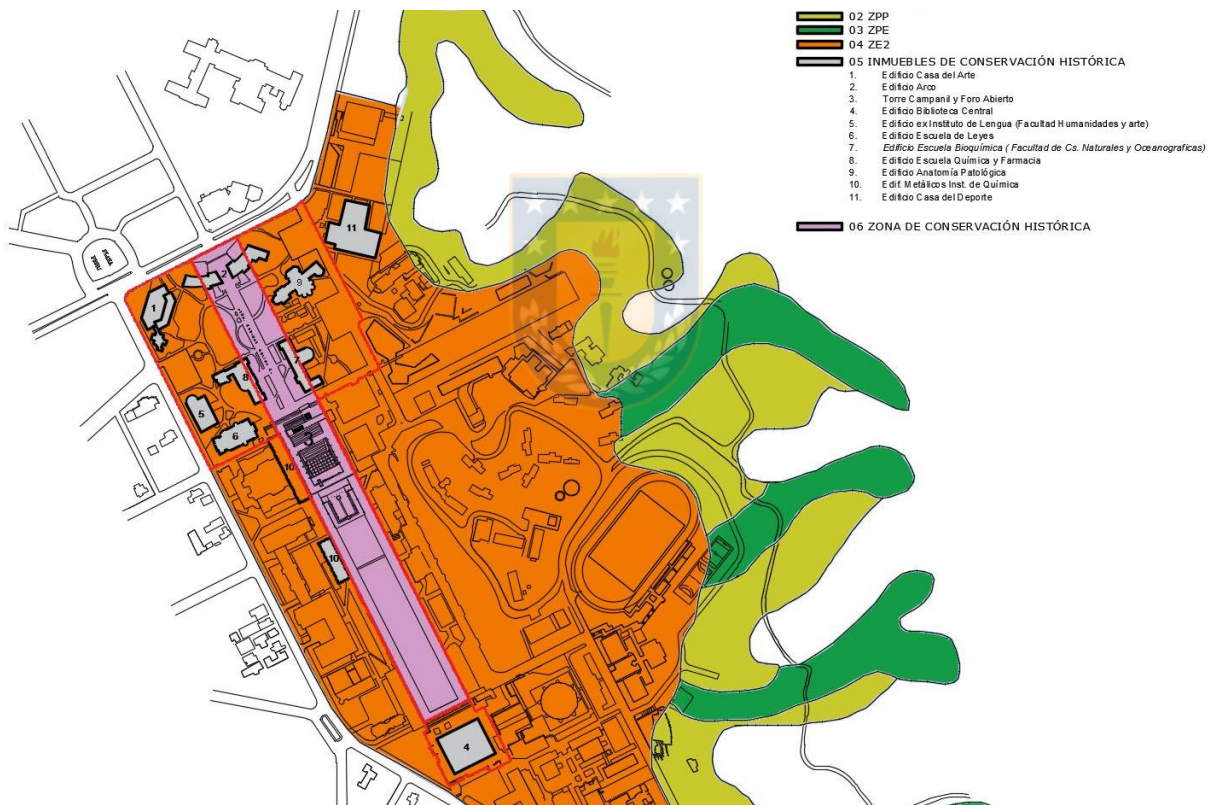 02 ZPP
03 ZPE
04 ZE2
05 INMUEBLES DE CONSERVACIÓN HISTÓRICA
1. Edificio Casa del Arte
2. Edificio Arco
3. Torre Campanil y Foro Abierto
4. Edificio Biblioteca Central
5. Edificio ex Instituto de Lengua (Facultad Humanidades y arte)
6. Edificio Escuela de Leyes
7. Edificio Escuela Bioquímica ( Facultad de Cs. Naturales y Oceanograficas)
8. Edificio Escuela Química y Farmacia
9. Edificio Anatomía Patológica
10. Edif. Metálicos Inst. de Química
11. Edificio Casa del Deporte
06 ZONA DE CONSERVACIÓN HISTÓRICA
11
2
9
1
7
8
5
6
3
10
10
4